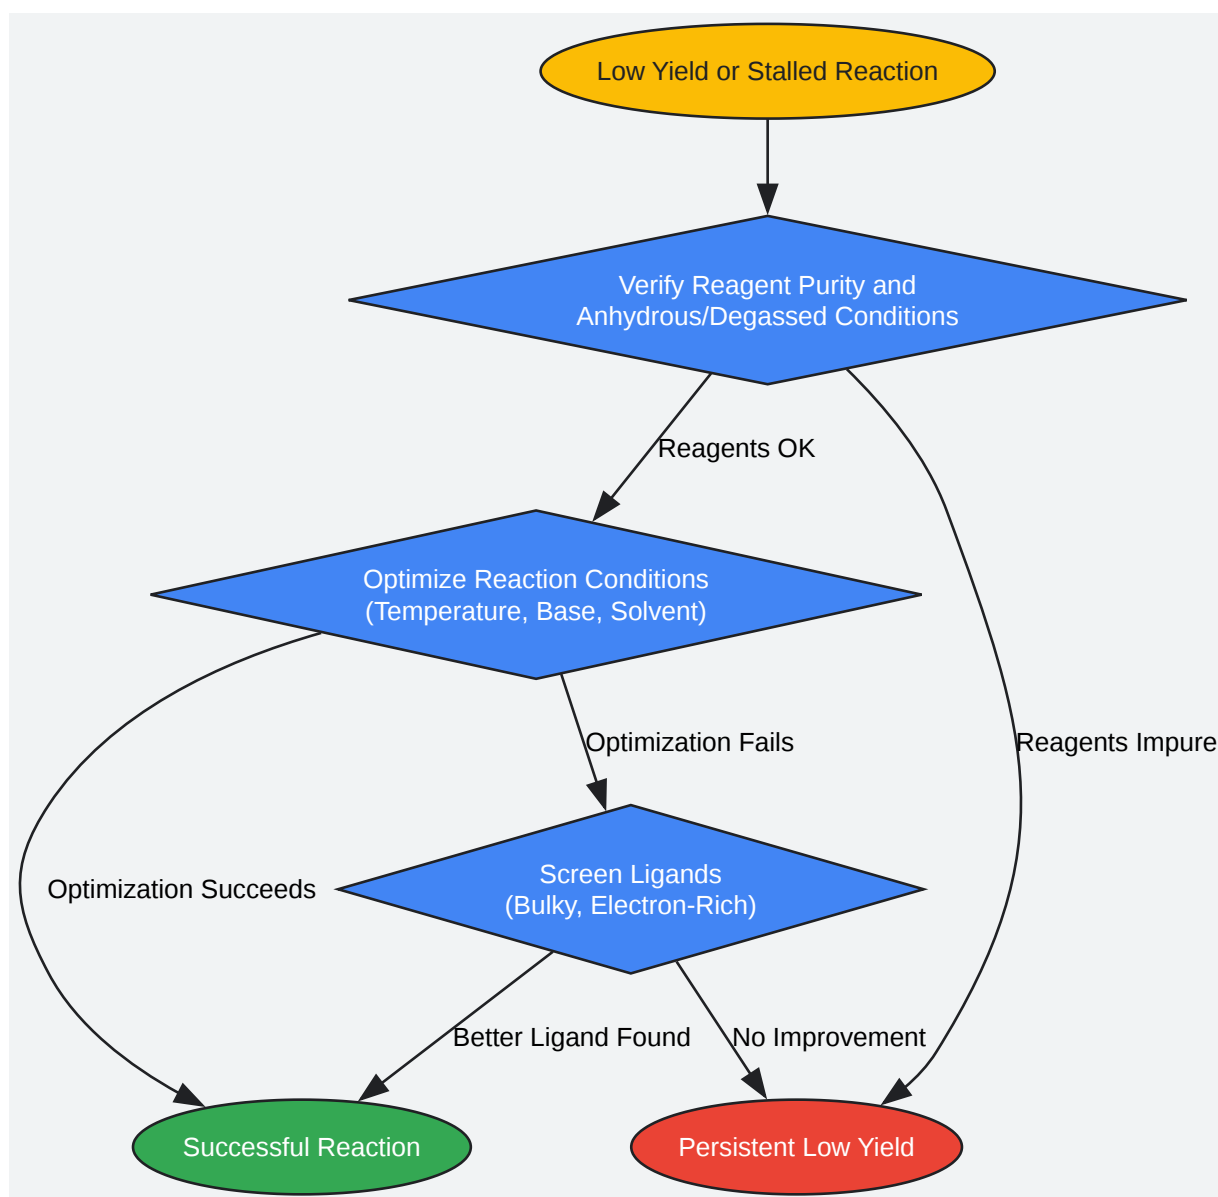 Low Yield or Stalled Reaction
Verify Reagent Purity and
Anhydrous/Degassed Conditions
Reagents OK
Optimize Reaction Conditions
(Temperature, Base, Solvent)
Optimization Fails
Reagents Impure
Screen Ligands
(Bulky, Electron-Rich)
Optimization Succeeds
Better Ligand Found
No Improvement
Successful Reaction
Persistent Low Yield